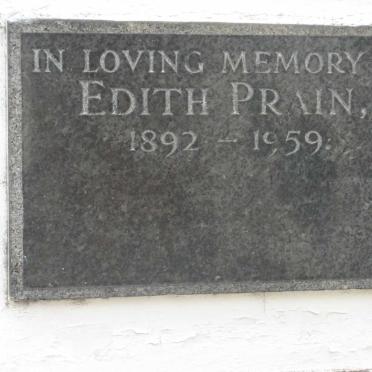 IN LOVING MEMORY
EDITH PRAIN,
1892 – 1959.